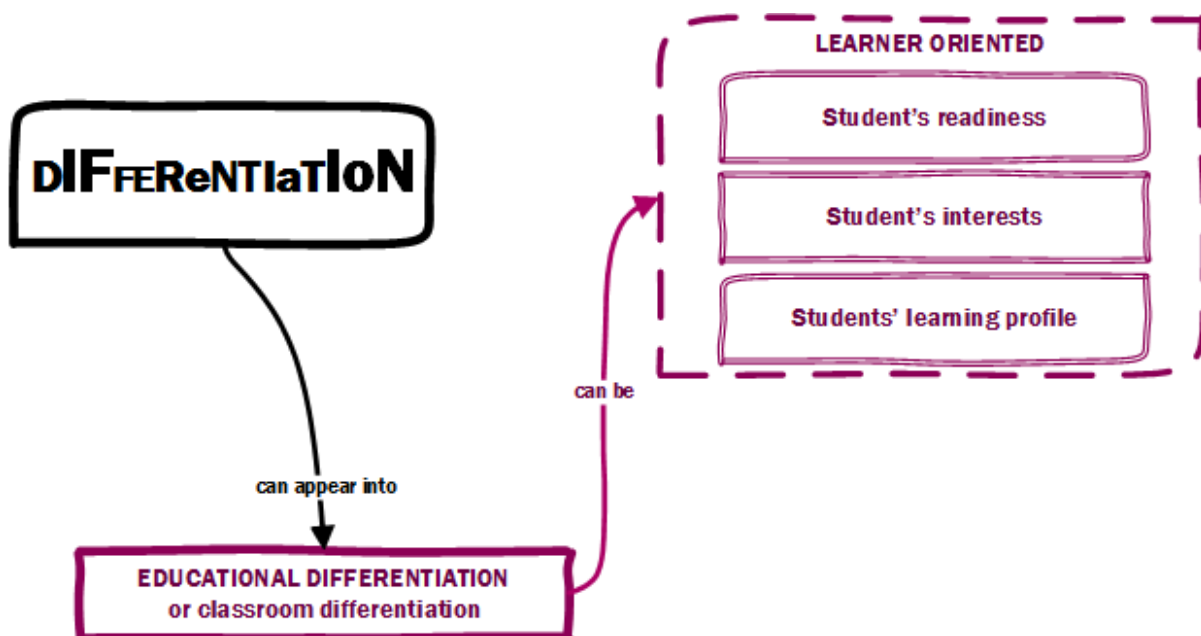 LEARNER ORIENTED
Student's readiness
Student's interests
Students' learning profile
DIFFEReNTIaTIoN
can be
can appear into
EDUCATIONAL DIFFERENTIATION
or classroom differentiation